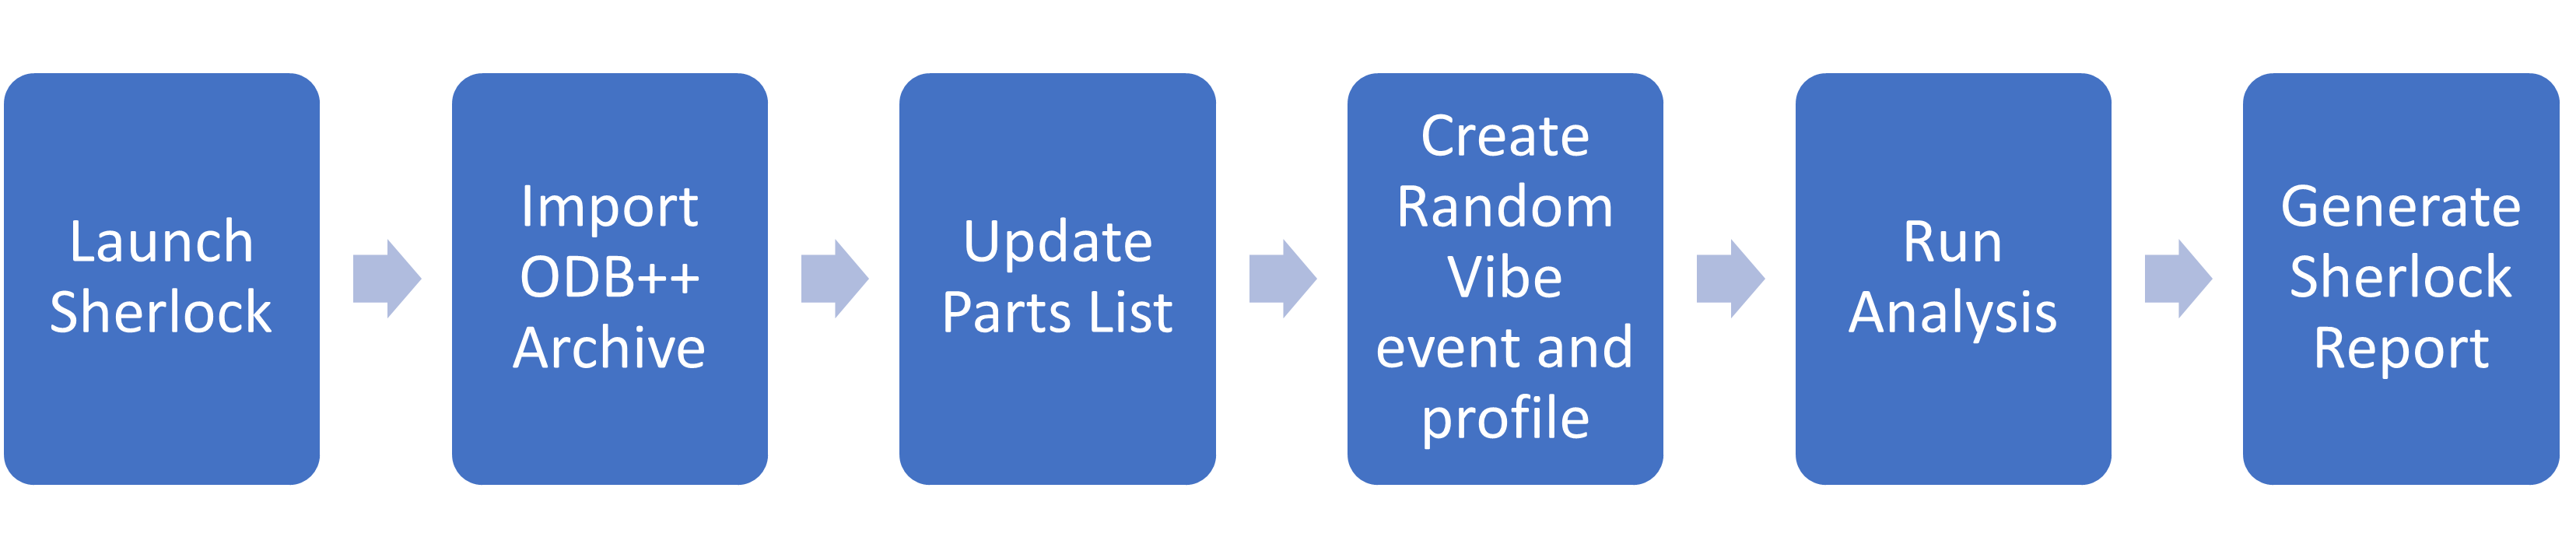 Launch
Sherlock
Import
ODB++
Archive
Update
Parts List
Create
Random
Vibe
event and
profile
Run
Analysis
Generate
Sherlock
Report